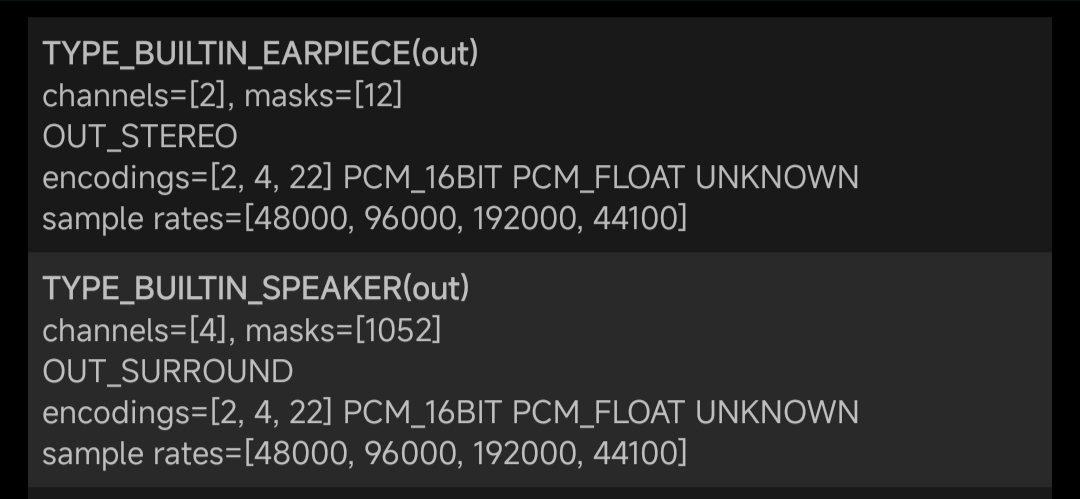 TYPE_BUILTIN_EARPIECE(out)
channels=[2], masks=[12]
OUT_STEREO
encodings=[2, 4, 22] PCM_16BIT PCM_FLOAT UNKNOWN
sample rates=[48000, 96000, 192000, 44100]
TYPE_BUILTIN_SPEAKER(out)
channels=[4], masks=[1052]
OUT_SURROUND
encodings=[2, 4, 22] PCM_16BIT PCM_FLOAT UNKNOWN
sample rates=[48000, 96000, 192000, 44100]